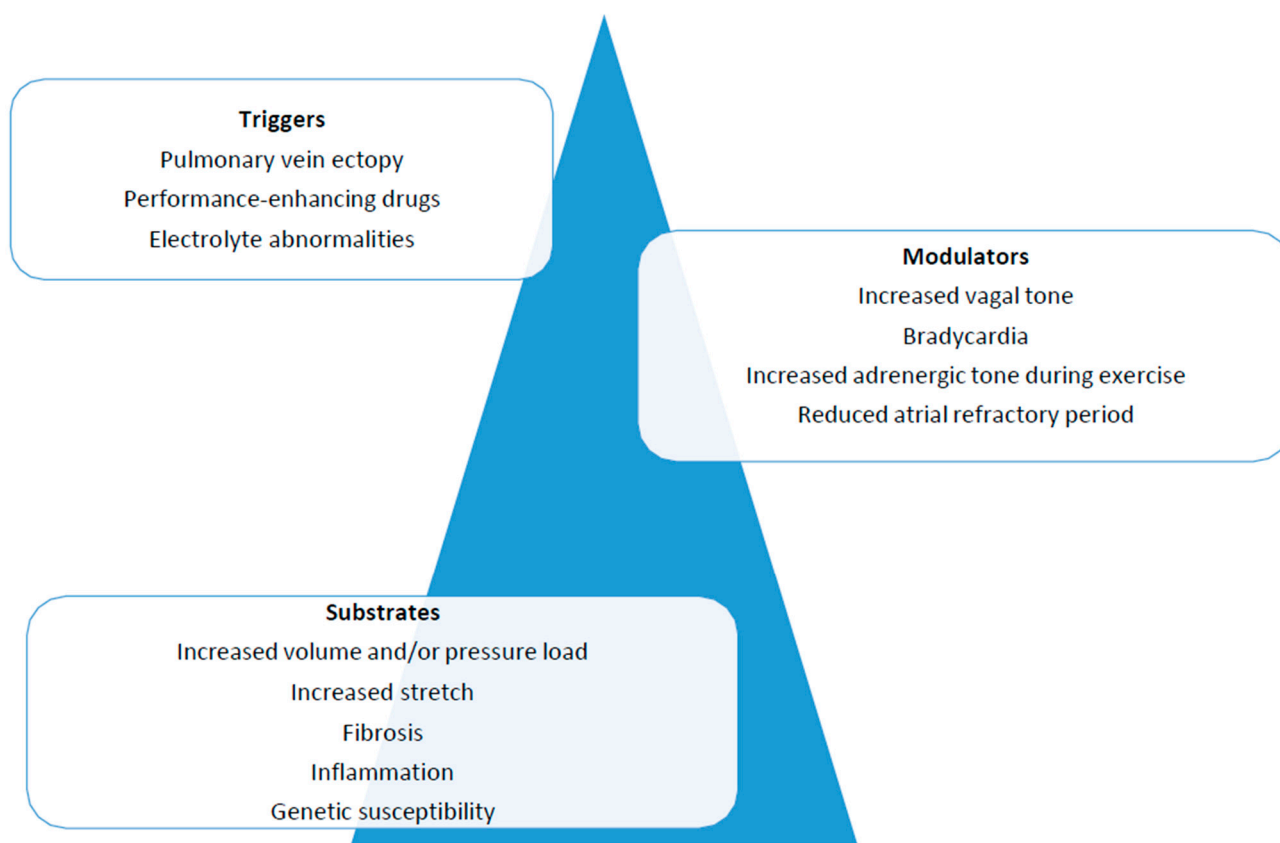 Triggers
Pulmonary vein ectopy
Performance-enhancing drugs
Electrolyte abnormalities
Modulators
Increased vagal tone
Bradycardia
Increased adrenergic tone during exercise
Reduced atrial refractory period
Substrates
Increased volume and/or pressure load
Increased stretch
Fibrosis
Inflammation
Genetic susceptibility